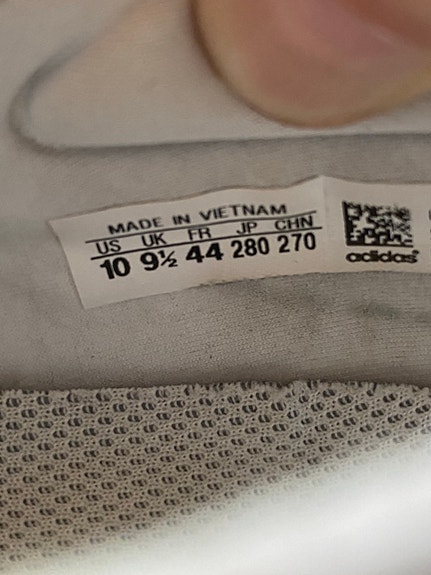 MADE IN VIETNAM
US UK FR JP CHN
10 9½ 44 280 270
adidas